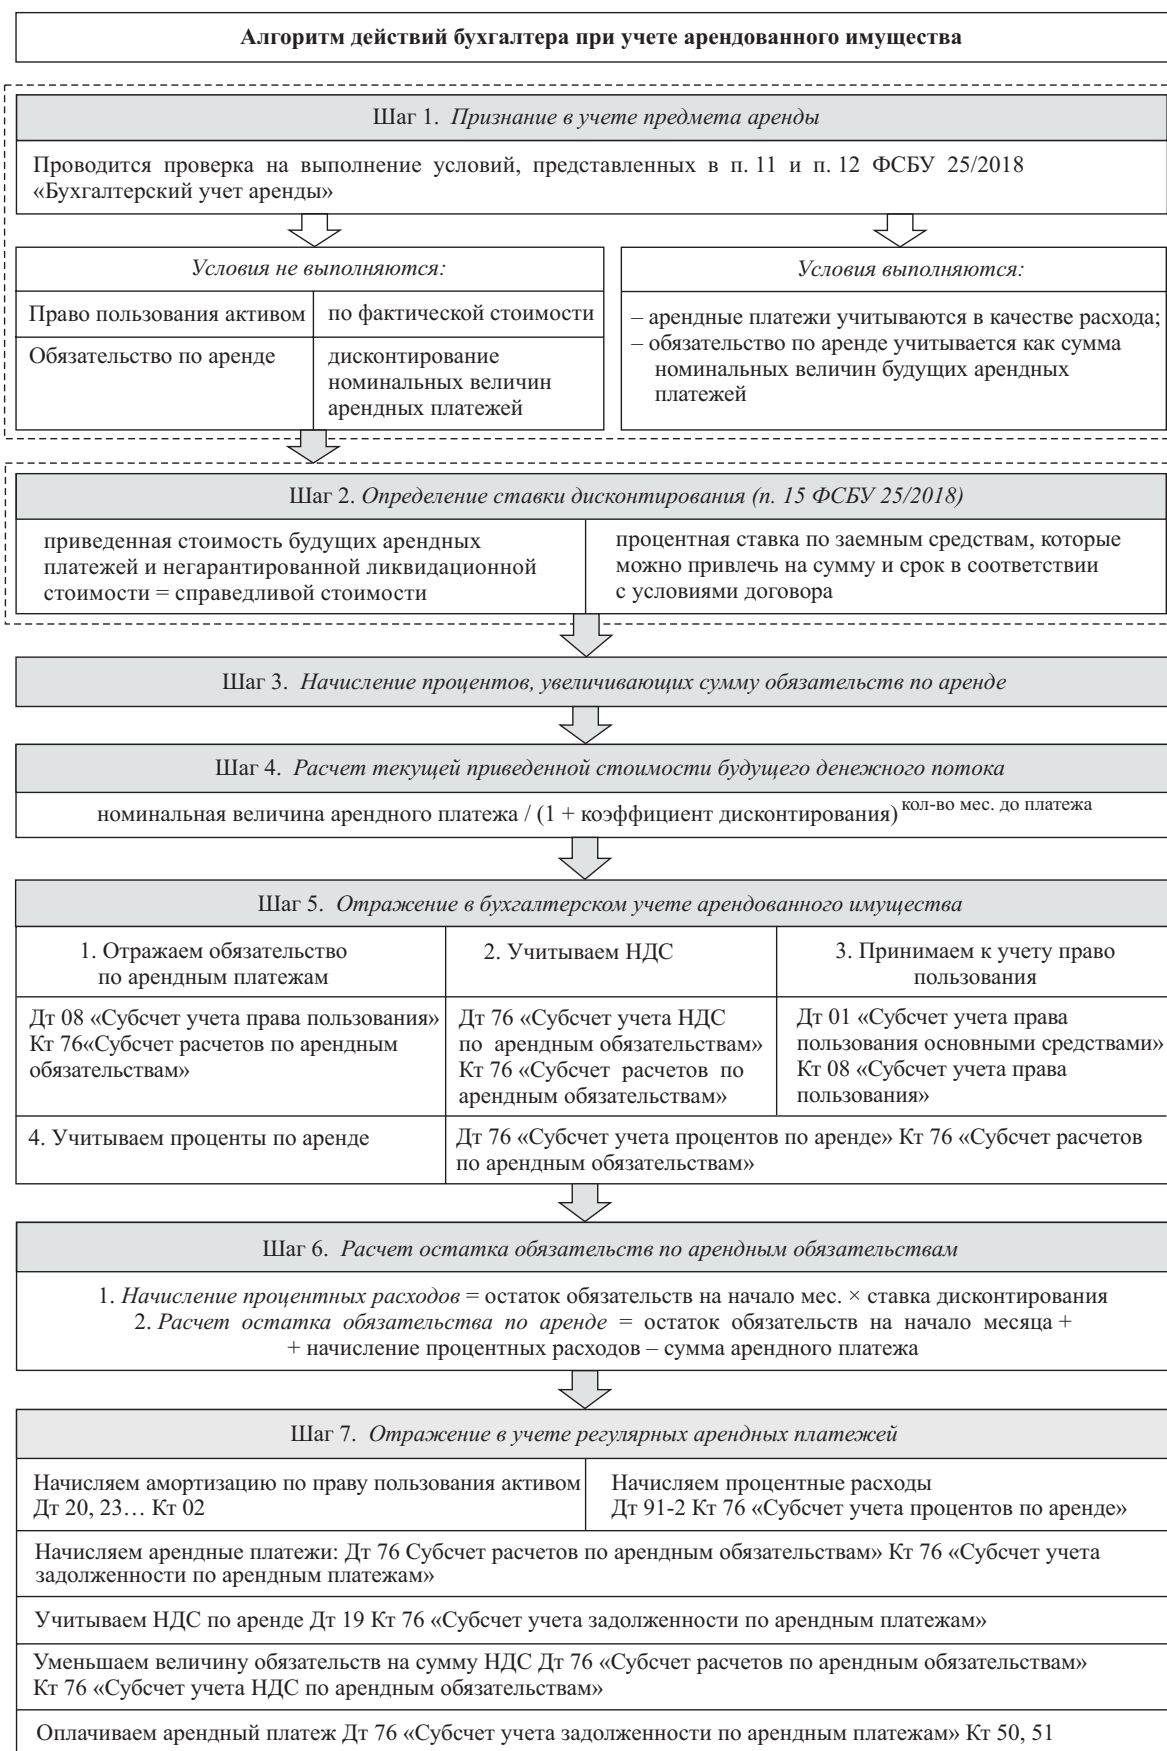 Алгоритм действий бухгалтера при учете арендованного имущества
Шаг 1. Признание в учете предмета аренды
Проводится проверка на выполнение условий, представленных в п. 11 и п. 12 ФСБУ 25/2018
«Бухгалтерский учет аренды»
Условия не выполняются:
Право пользования активом
по фактической стоимости
Обязательство по аренде
дисконтирование
номинальных величин
арендных платежей
Условия выполняются:
– арендные платежи учитываются в качестве расхода;
– обязательство по аренде учитывается как сумма
номинальных величин будущих арендных
платежей
Шаг 2. Определение ставки дисконтирования (п. 15 ФСБУ 25/2018)
приведенная стоимость будущих арендных
платежей и негарантированной ликвидационной
стоимости = справедливой стоимости
процентная ставка по заемным средствам, которые
можно привлечь на сумму и срок в соответствии
с условиями договора
Шаг 3. Начисление процентов, увеличивающих сумму обязательств по аренде
Шаг 4. Расчет текущей приведенной стоимости будущего денежного потока
номинальная величина арендного платежа / (1 + коэффициент дисконтирования) кол-во мес. до платежа
Шаг 5. Отражение в бухгалтерском учете арендованного имущества
1. Отражаем обязательство
по арендным платежам
2. Учитываем НДС
3. Принимаем к учету право
пользования
Дт 08 «Субсчет учета права пользования»
Кт 76«Субсчет расчетов по арендным
обязательствам»
Дт 76 «Субсчет учета НДС
по арендным обязательствам»
Кт 76 «Субсчет расчетов по
арендным обязательствам»
Дт 01 «Субсчет учета права
пользования основными средствами»
Кт 08 «Субсчет учета права
пользования»
4. Учитываем проценты по аренде
Дт 76 «Субсчет учета процентов по аренде» Кт 76 «Субсчет расчетов
по арендным обязательствам»
Шаг 6. Расчет остатка обязательств по арендным обязательствам
1. Начисление процентных расходов = остаток обязательств на начало мес. × ставка дисконтирования
2. Расчет остатка обязательства по аренде = остаток обязательств на начало месяца +
+ начисление процентных расходов – сумма арендного платежа
Шаг 7. Отражение в учете регулярных арендных платежей
Начисляем амортизацию по праву пользования активом
Дт 20, 23… Кт 02
Начисляем процентные расходы
Дт 91-2 Кт 76 «Субсчет учета процентов по аренде»
Начисляем арендные платежи: Дт 76 Субсчет расчетов по арендным обязательствам» Кт 76 «Субсчет учета
задолженности по арендным платежам»
Учитываем НДС по аренде Дт 19 Кт 76 «Субсчет учета задолженности по арендным платежам»
Уменьшаем величину обязательств на сумму НДС Дт 76 «Субсчет расчетов по арендным обязательствам»
Кт 76 «Субсчет учета НДС по арендным обязательствам»
Оплачиваем арендный платеж Дт 76 «Субсчет учета задолженности по арендным платежам» Кт 50, 51